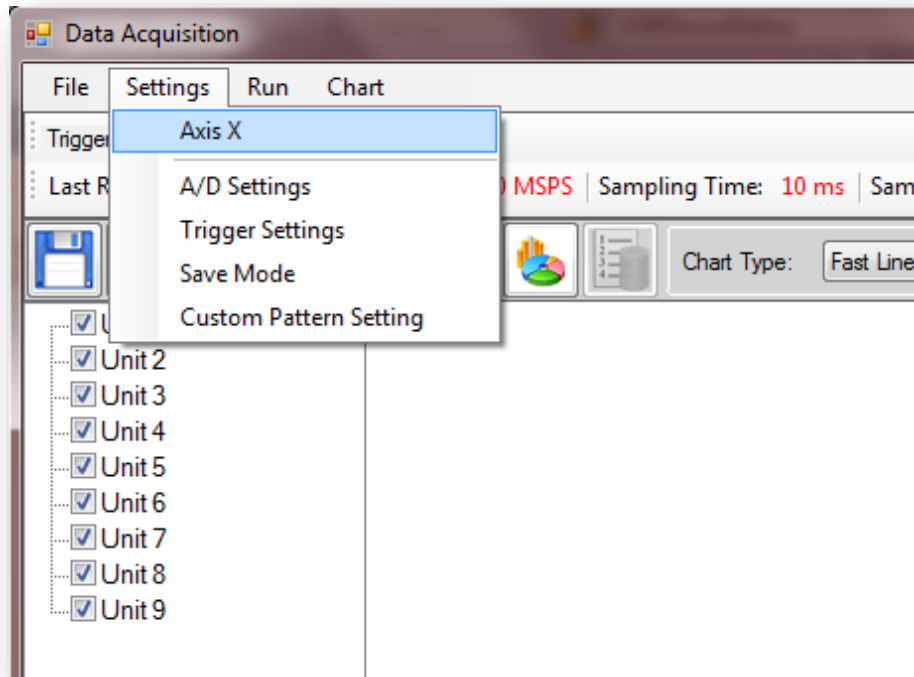 Data Acquisition
File Settings Run Chart
Axis X
Trigger
A/D Settings
Last R MSPS Sampling Time: 10 ms Sam
Trigger Settings
Save Mode
Chart Type: Fast Line
Custom Pattern Setting
Unit 2
Unit 3
Unit 4
Unit 5
Unit 6
Unit 7
Unit 8
Unit 9